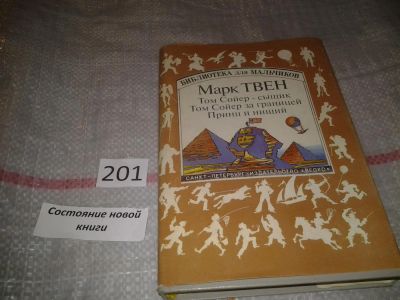 БИБЛИОТЕКА для МАЛЬЧИКОВ
Марк ТВЕН
Том Сойер - сыщик
Том Сойер за границей
Принц и нищий
САНКТ-ПЕТЕРБУРГ ИЗДАТЕЛЬСТВО «ВЕСКО»
201
Состояние новой
книги